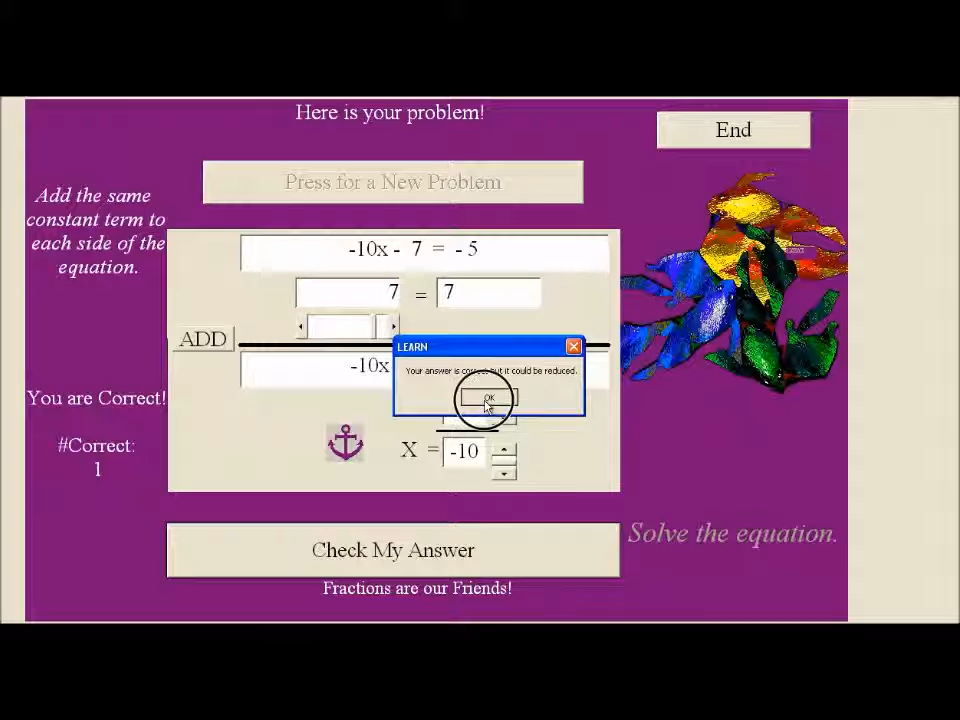 Here is your problem!
End
Press for a New Problem
Add the same
constant term to
each side of the
equation.
-10x - 7 = - 5
7 = 7
ADD
LEARN
-10x
Your answer is correct but it could be reduced.
OK
You are Correct!
#Correct:
1
X = -10
Solve the equation.
Check My Answer
Fractions are our Friends!